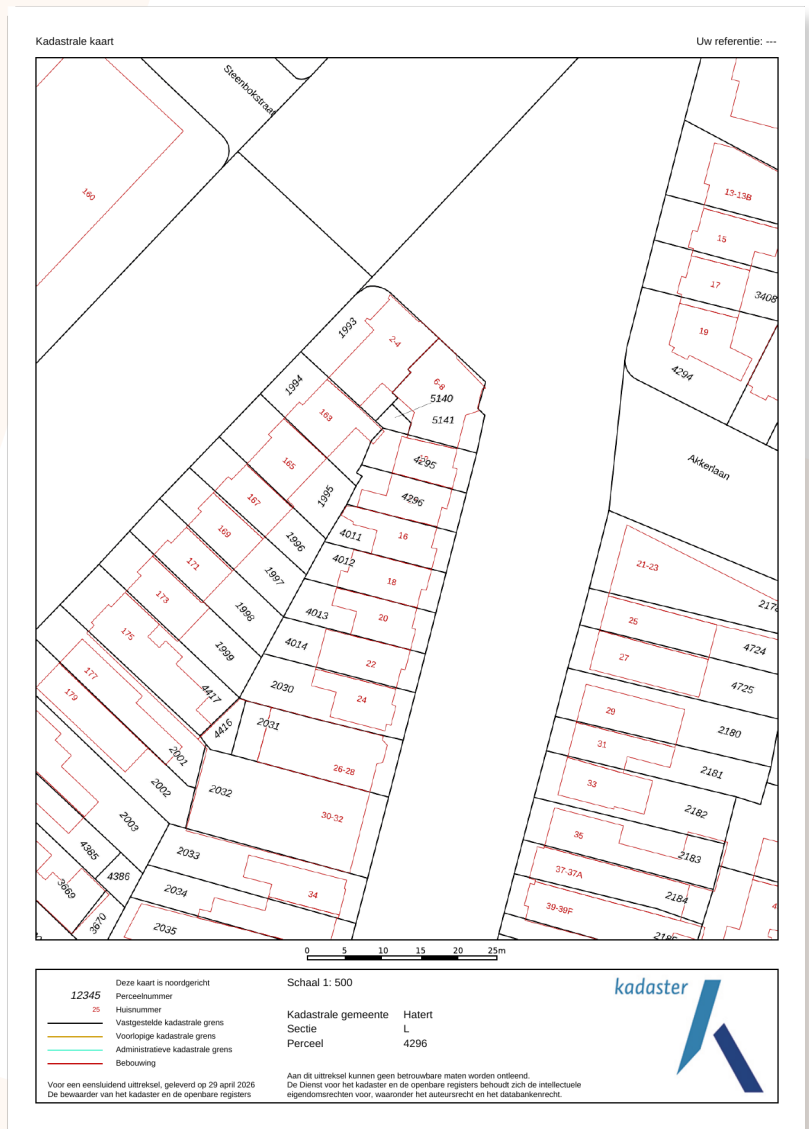 Kadastrale kaart
Uw referentie: ---
Steenbokstraat
160
13-13B
15
17
3408
19
4294
1993
2-4
6-8
5140
5141
1994
163
4295
4296
Akkerlaan
165
1995
167
4011
16
169
1996
4012
18
171
1997
21-23
173
1998
4013
20
25
4724
175
1999
4014
22
27
4725
177
4417
2030
24
179
4416
2031
29
2180
2001
26-28
31
2181
2002
2032
33
2182
2003
30-32
35
2183
4385
2033
37-37A
4386
2034
34
2184
3669
39-39F
3670
2035
0 5 10 15 20 25m
Deze kaart is noordgericht
12345 Perceelnummer
25 Huisnummer
Vastgestelde kadastrale grens
Voorlopige kadastrale grens
Administratieve kadastrale grens
Bebouwing
Voor een eensluidend uittreksel, geleverd op 29 april 2026
De bewaarder van het kadaster en de openbare registers
Schaal 1: 500
Kadastrale gemeente Hatert
Sectie L
Perceel 4296
Aan dit uittreksel kunnen geen betrouwbare maten worden ontleend.
De Dienst voor het kadaster en de openbare registers behoudt zich de intellectuele
eigendomsrechten voor, waaronder het auteursrecht en het databankenrecht.
kadaster